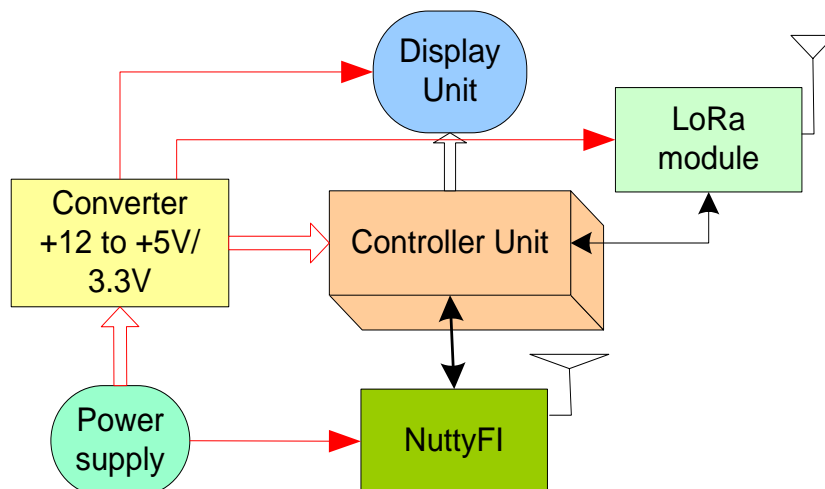 Display
Unit
LoRa
module
Converter
+12 to +5V/
3.3V
Controller Unit
Power
supply
NuttyFI